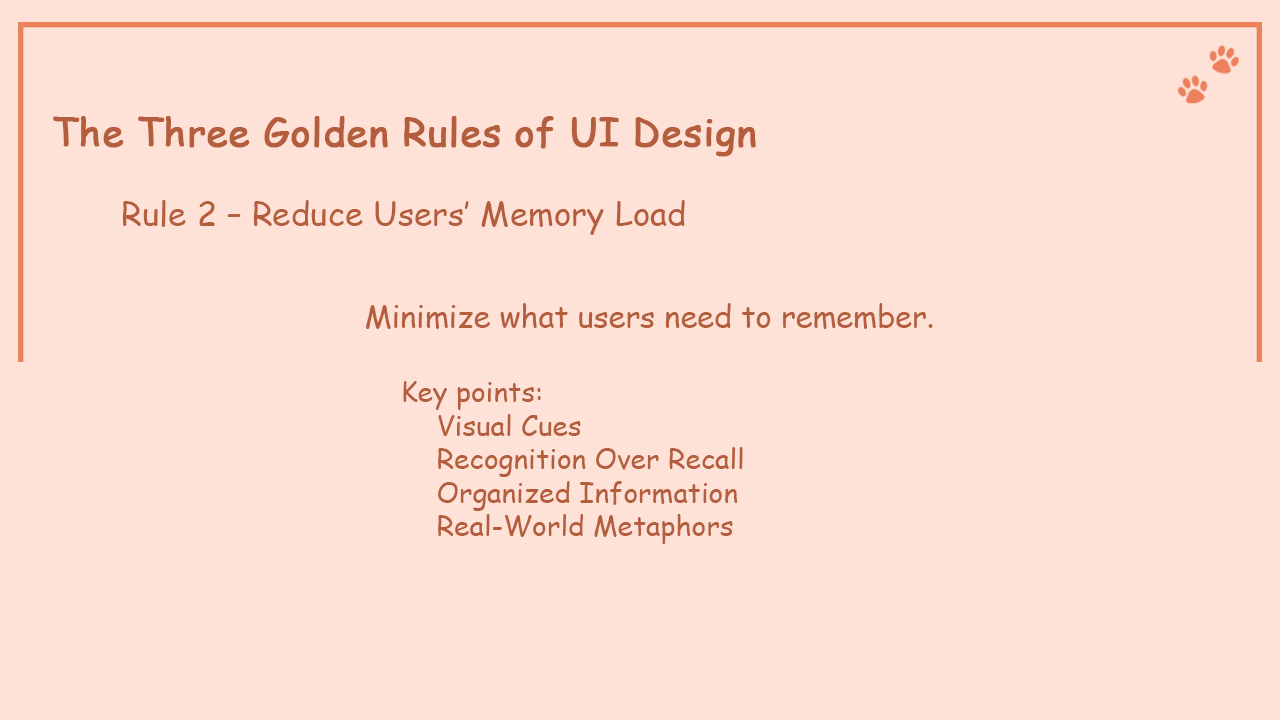 The Three Golden Rules of UI Design
Rule 2 – Reduce Users’ Memory Load
Minimize what users need to remember.
Key points:
Visual Cues
Recognition Over Recall
Organized Information
Real-World Metaphors